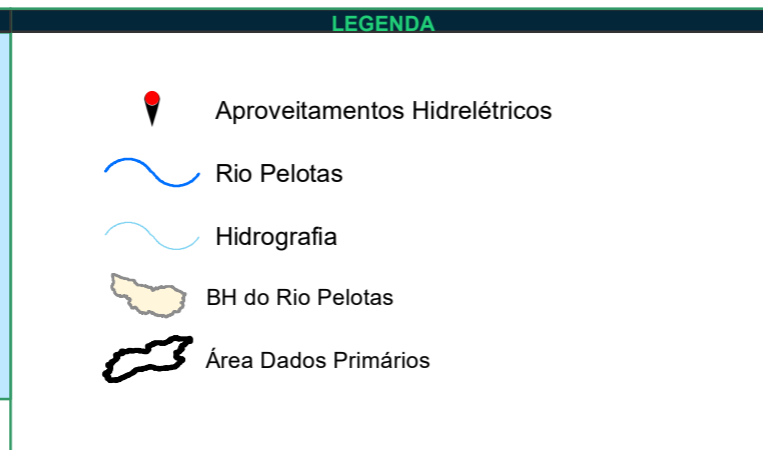 LEGENDA
Aproveitamentos Hidrelétricos
Rio Pelotas
Hidrografia
BH do Rio Pelotas
Área Dados Primários